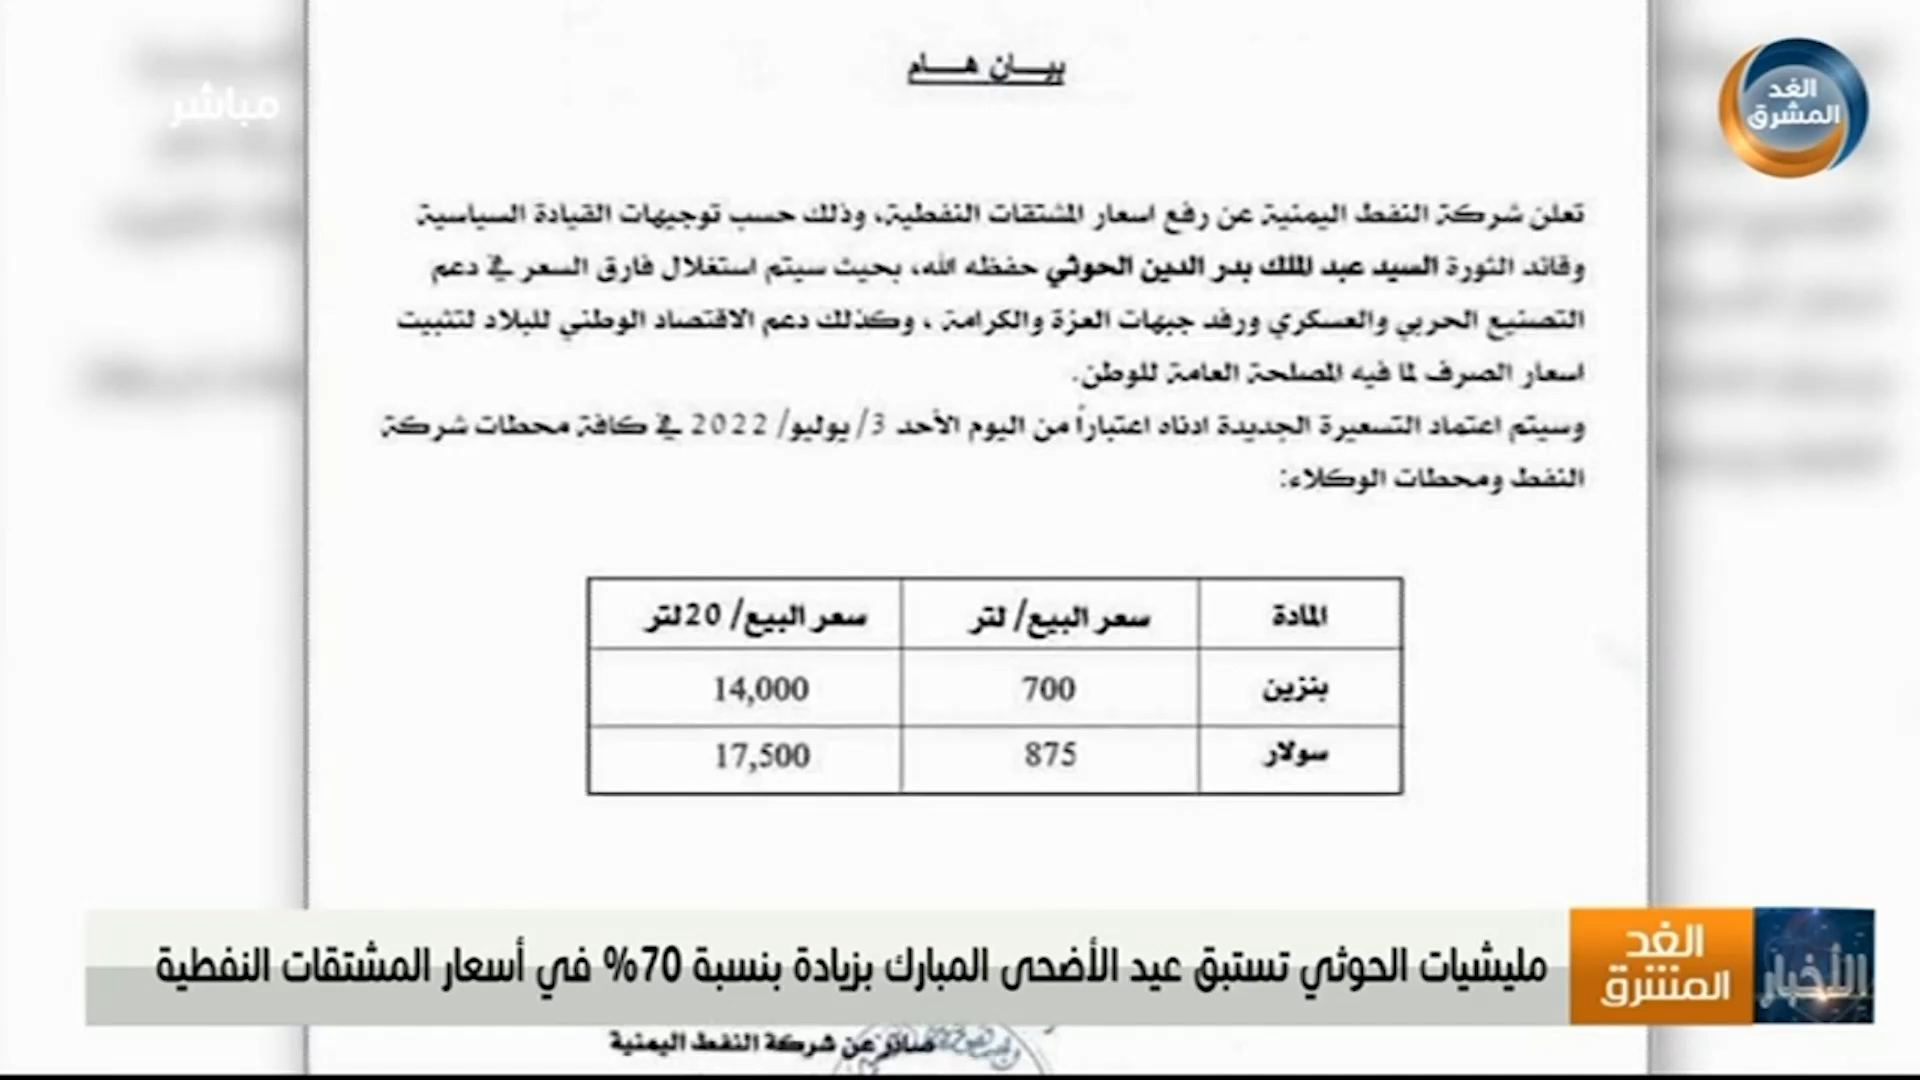 بيان هام
مباشر
الغد
المشرق
تعلن شركة النفط اليمنية عن رفع اسعار المشتقات النفطية، وذلك حسب توجيهات القيادة السياسية
وقائد الثورة السيد عبد الملك بدر الدين الحوثي حفظه الله، بحيث سيتم استغلال فارق السعر في دعم
التصنيع الحربي والعسكري ورفد جبهات العزة والكرامة ، وكذلك دعم الاقتصاد الوطني للبلاد لتثبيت
اسعار الصرف لما فيه المصلحة العامة للوطن.
وسيتم اعتماد التسعيرة الجديدة ادناه اعتباراً من اليوم الأحد 3/ يوليو/ 2022 في كافة محطات شركة
النفط ومحطات الوكلاء:
المادة سعر البيع/ لتر سعر البيع/ 20لتر
بنزين 700 14,000
سولار 875 17,500
الأخبار
الغد
المشرق
مليشيات الحوثي تستبق عيد الأضحى المبارك بزيادة بنسبة 70% في أسعار المشتقات النفطية
صادر عن شركة النفط اليمنية